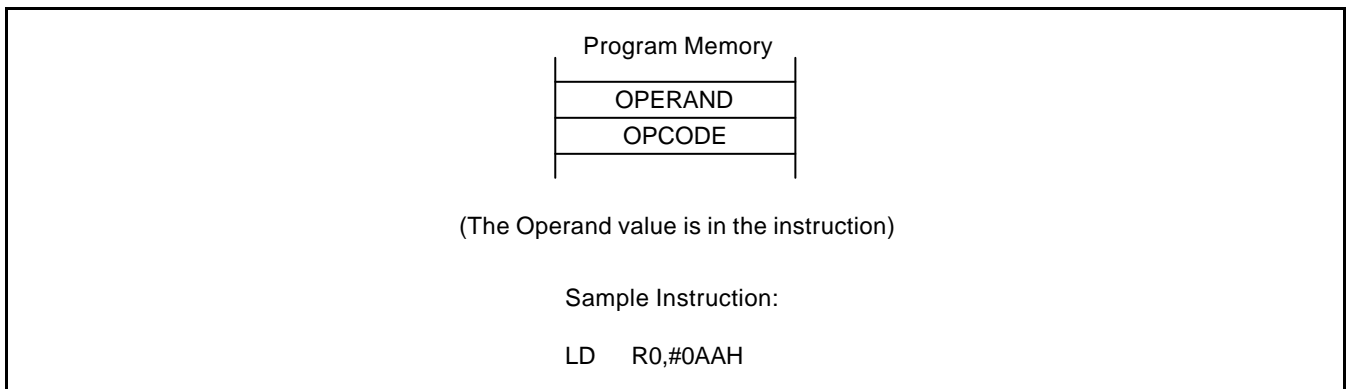 Program Memory
OPERAND
OPCODE
(The Operand value is in the instruction)
Sample Instruction:
LD R0,#0AAH